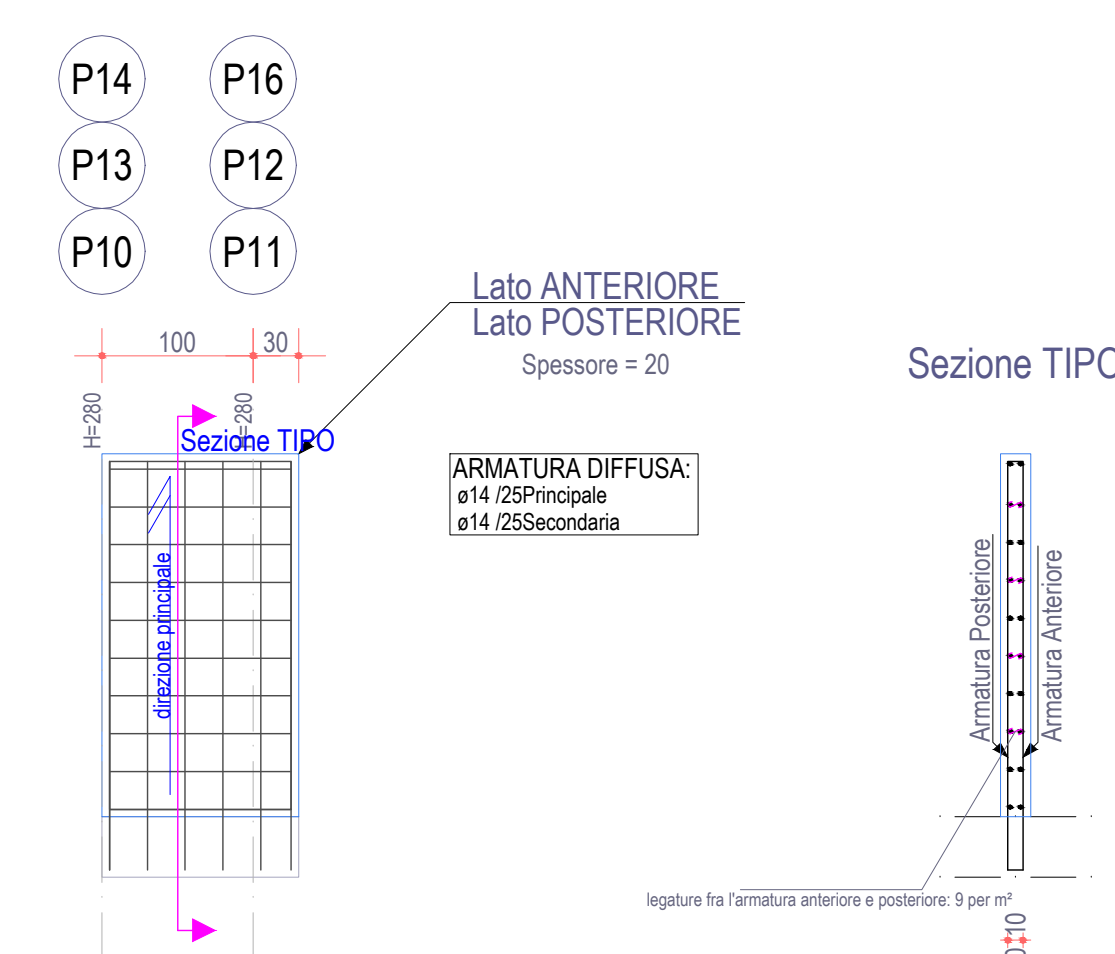 P14 P16
P13 P12
P10 P11
Lato ANTERIORE
Lato POSTERIORE
Spessore = 20
100 30
Sezione TIPO
H=280
=280
Sezione TIPO
ARMATURA DIFFUSA:
ø14 /25Principale
ø14 /25Secondaria
direzione principale
Armatura Posteriore
Armatura Anteriore
legature fra l'armatura anteriore e posteriore: 9 per m²
10